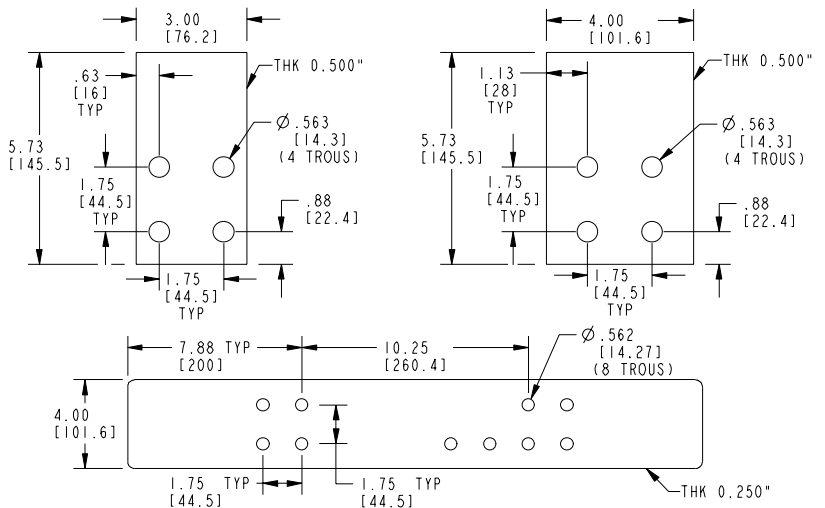 3.00
[76.2]
THK 0.500"
.63
[16]
TYP
Ø .563
[14.3]
(4 TROUS)
5.73
[145.5]
1.75
[44.5]
TYP
.88
[22.4]
1.75
[44.5]
TYP
4.00
[101.6]
THK 0.500"
1.13
[28]
TYP
Ø .563
[14.3]
(4 TROUS)
5.73
[145.5]
1.75
[44.5]
TYP
.88
[22.4]
1.75
[44.5]
TYP
7.88 TYP
[200]
10.25
[260.4]
Ø .562
[14.27]
(8 TROUS)
4.00
[101.6]
1.75 TYP
[44.5]
1.75 TYP
[44.5]
THK 0.250"